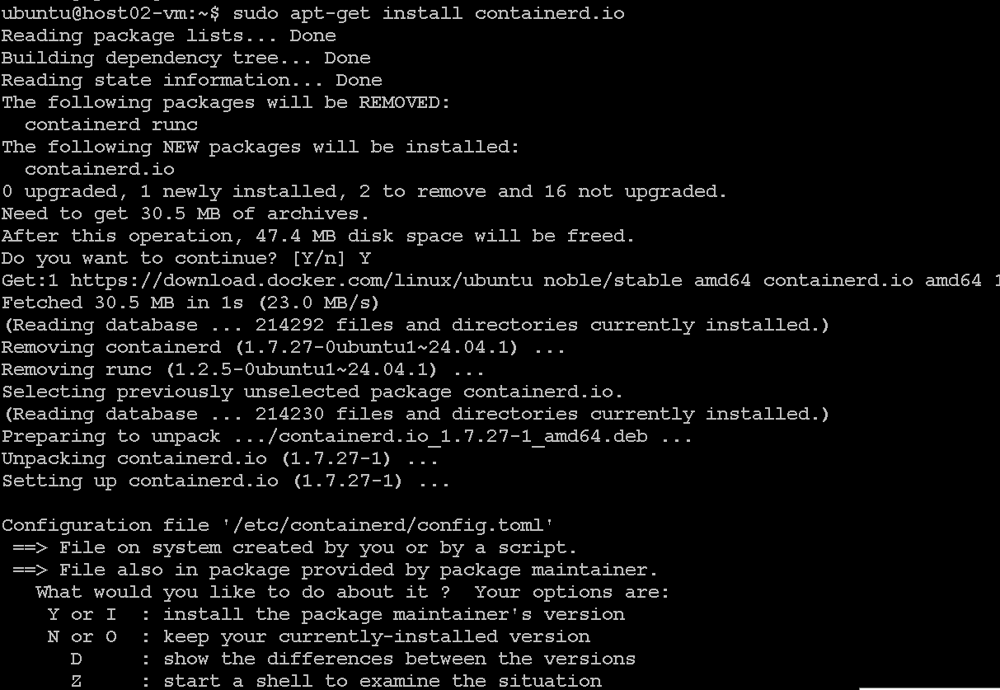 ubuntu@host02-vm:~$ sudo apt-get install containerd.io
Reading package lists... Done
Building dependency tree... Done
Reading state information... Done
The following packages will be REMOVED:
  containerd runc
The following NEW packages will be installed:
  containerd.io
0 upgraded, 1 newly installed, 2 to remove and 16 not upgraded.
Need to get 30.5 MB of archives.
After this operation, 47.4 MB disk space will be freed.
Do you want to continue? [Y/n] Y
Get:1 https://download.docker.com/linux/ubuntu noble/stable amd64 containerd.io amd64 1
Fetched 30.5 MB in 1s (23.0 MB/s)
(Reading database ... 214292 files and directories currently installed.)
Removing containerd (1.7.27-0ubuntu1~24.04.1) ...
Removing runc (1.2.5-0ubuntu1~24.04.1) ...
Selecting previously unselected package containerd.io.
(Reading database ... 214230 files and directories currently installed.)
Preparing to unpack .../containerd.io_1.7.27-1_amd64.deb ...
Unpacking containerd.io (1.7.27-1) ...
Setting up containerd.io (1.7.27-1) ...

Configuration file '/etc/containerd/config.toml'
 ==> File on system created by you or by a script.
 ==> File also in package provided by package maintainer.
   What would you like to do about it ?  Your options are:
    Y or I  : install the package maintainer's version
    N or O  : keep your currently-installed version
      D     : show the differences between the versions
      Z     : start a shell to examine the situation